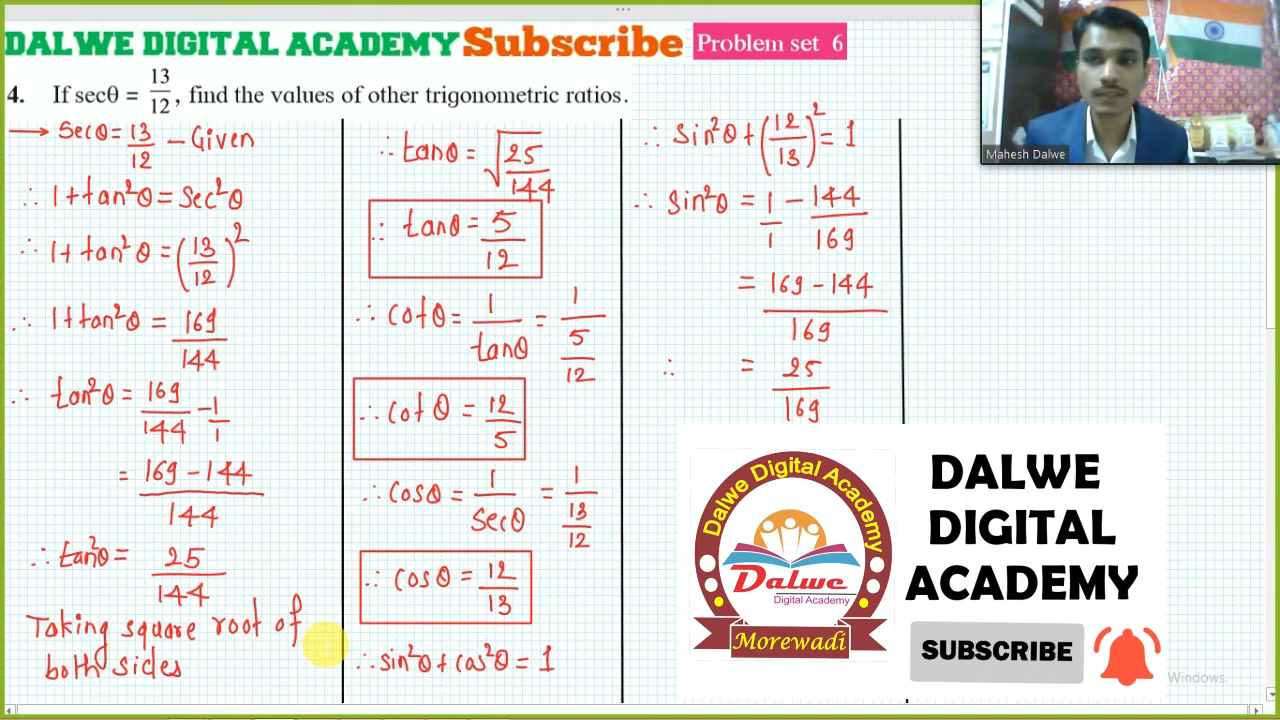 DALWE DIGITAL ACADEMY Subscribe Problem set 6
4. If secθ = 13/12, find the values of other trigonometric ratios.
→ secθ = 13/12 – Given
∴ 1+tan²θ = sec²θ
∴ 1+tan²θ = (13/12)²
∴ 1+tan²θ = 169/144
∴ tan²θ = 169/144 – 1/1
= 169 – 144/144
∴ tan²θ = 25/144
Taking square root of
both sides
∴ tanθ = √25/144
∴ tanθ = 5/12
∴ cotθ = 1/tanθ = 1/5/12
∴ cotθ = 12/5
∴ cosθ = 1/secθ = 1/13/12
∴ cosθ = 12/13
∴ sin²θ + cos²θ = 1
∴ sin²θ + (12/13)² = 1
∴ sin²θ = 1/1 – 144/169
= 169 – 144/169
∴ = 25/169
Mahesh Dalwe
Dalwe Digital Academy
Dalwe
Digital Academy
Morewadi
DALWE
DIGITAL
ACADEMY
SUBSCRIBE
Windows.